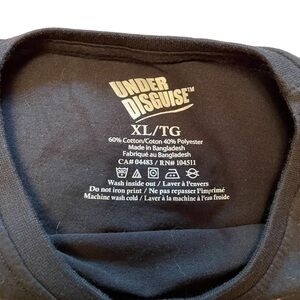 UNDER
DISGUISE™
XL/TG
60% Cotton/Coton 40% Polyester
Made in Bangladesh
Fabriqué au Bangladesh
CA# 04483 / RN# 104511
Wash inside out / Laver à l'envers
Do not iron print / Ne pas repasser l'imprimé
Machine wash cold / Laver à la machine à l'eau froide